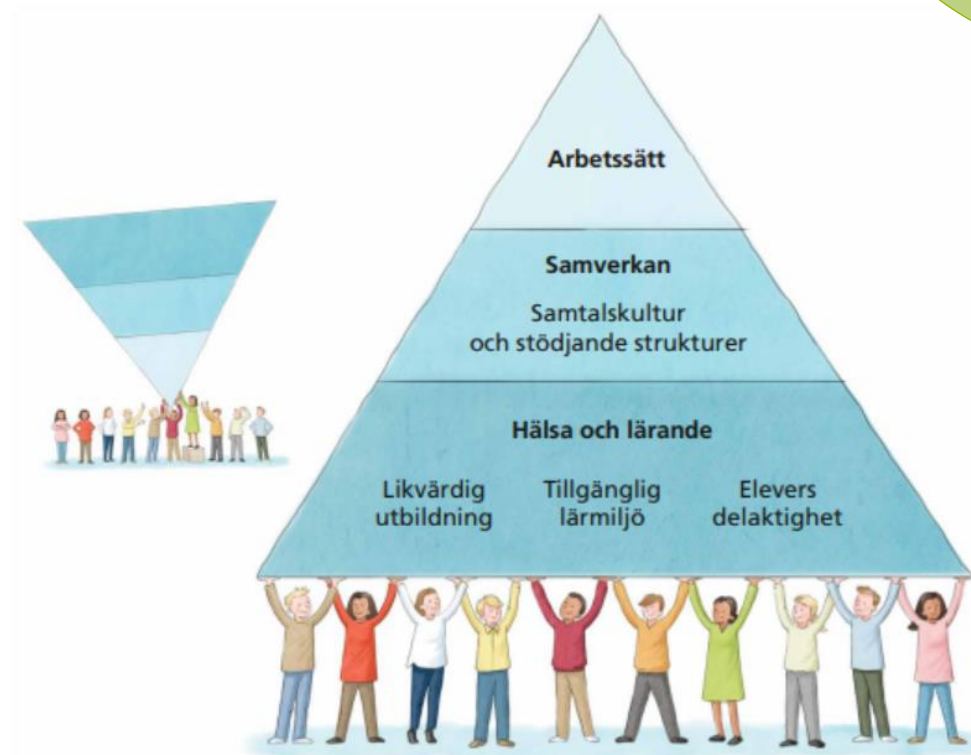 Arbetssätt
Samverkan
Samtalskultur
och stödjande strukturer
Hälsa och lärande
Likvärdig
utbildning
Tillgänglig
lärmiljö
Elevers
delaktighet